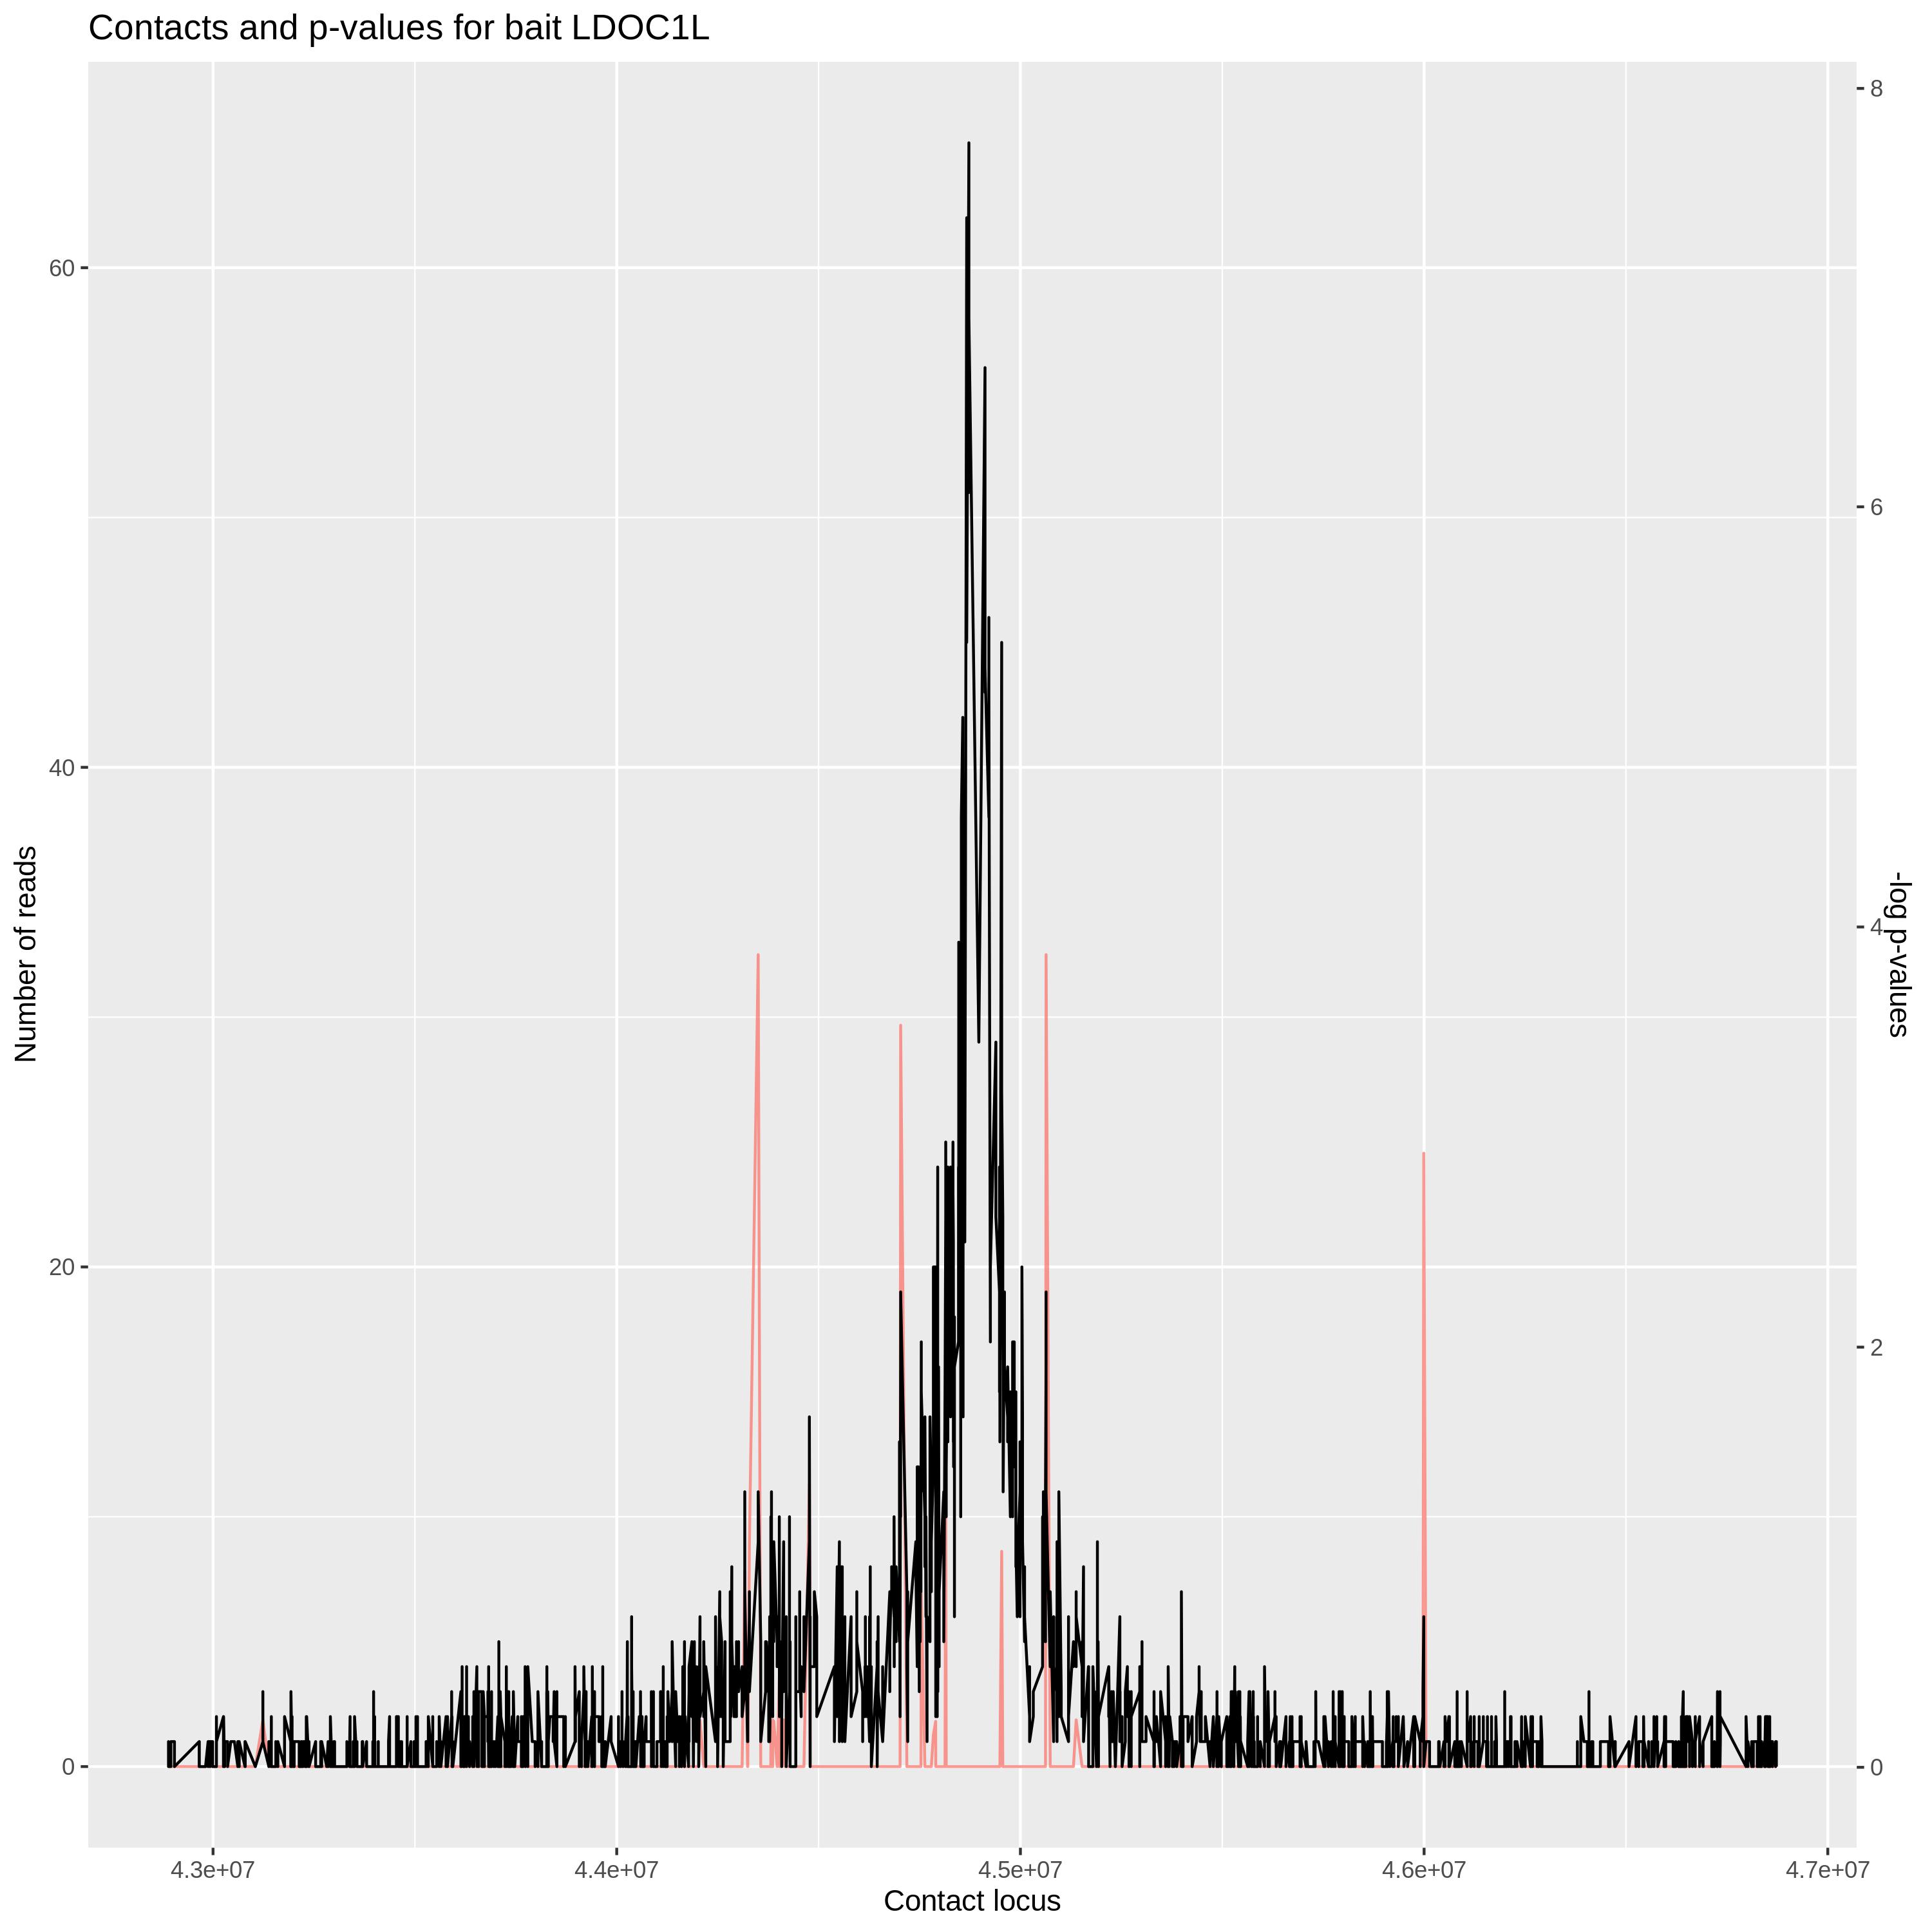 Contacts and p-values for bait LDOC1L
8
60
6
40
4
20
2
0
0
Number of reads
-log p-values
4.3e+07
4.4e+07
4.5e+07
4.6e+07
4.7e+07
Contact locus